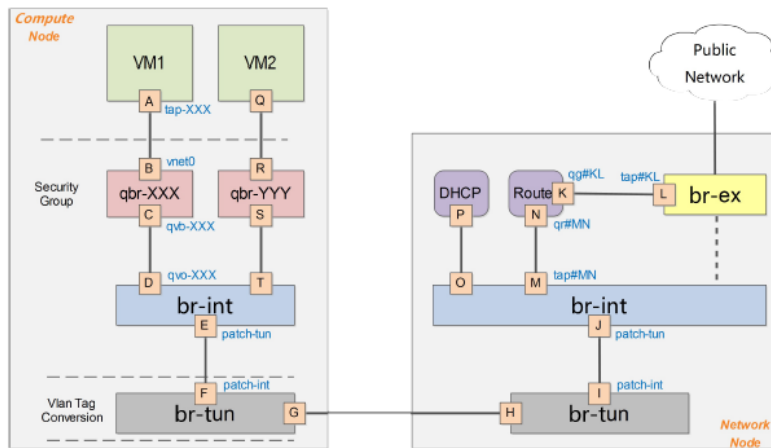 Compute
Node
VM1
VM2
A
tap-XXX
Q
Security
Group
B
vnet0
R
qbr-XXX
qbr-YYY
C
qvb-XXX
S
D
qvo-XXX
T
br-int
E
patch-tun
Vlan Tag
Conversion
F
patch-int
br-tun
G
Public
Network
DHCP
P
Route
K
qg#KL
N
qr#MN
tap#KL
L
br-ex
O
M
tap#MN
br-int
J
patch-tun
I
patch-int
H
br-tun
Network
Node